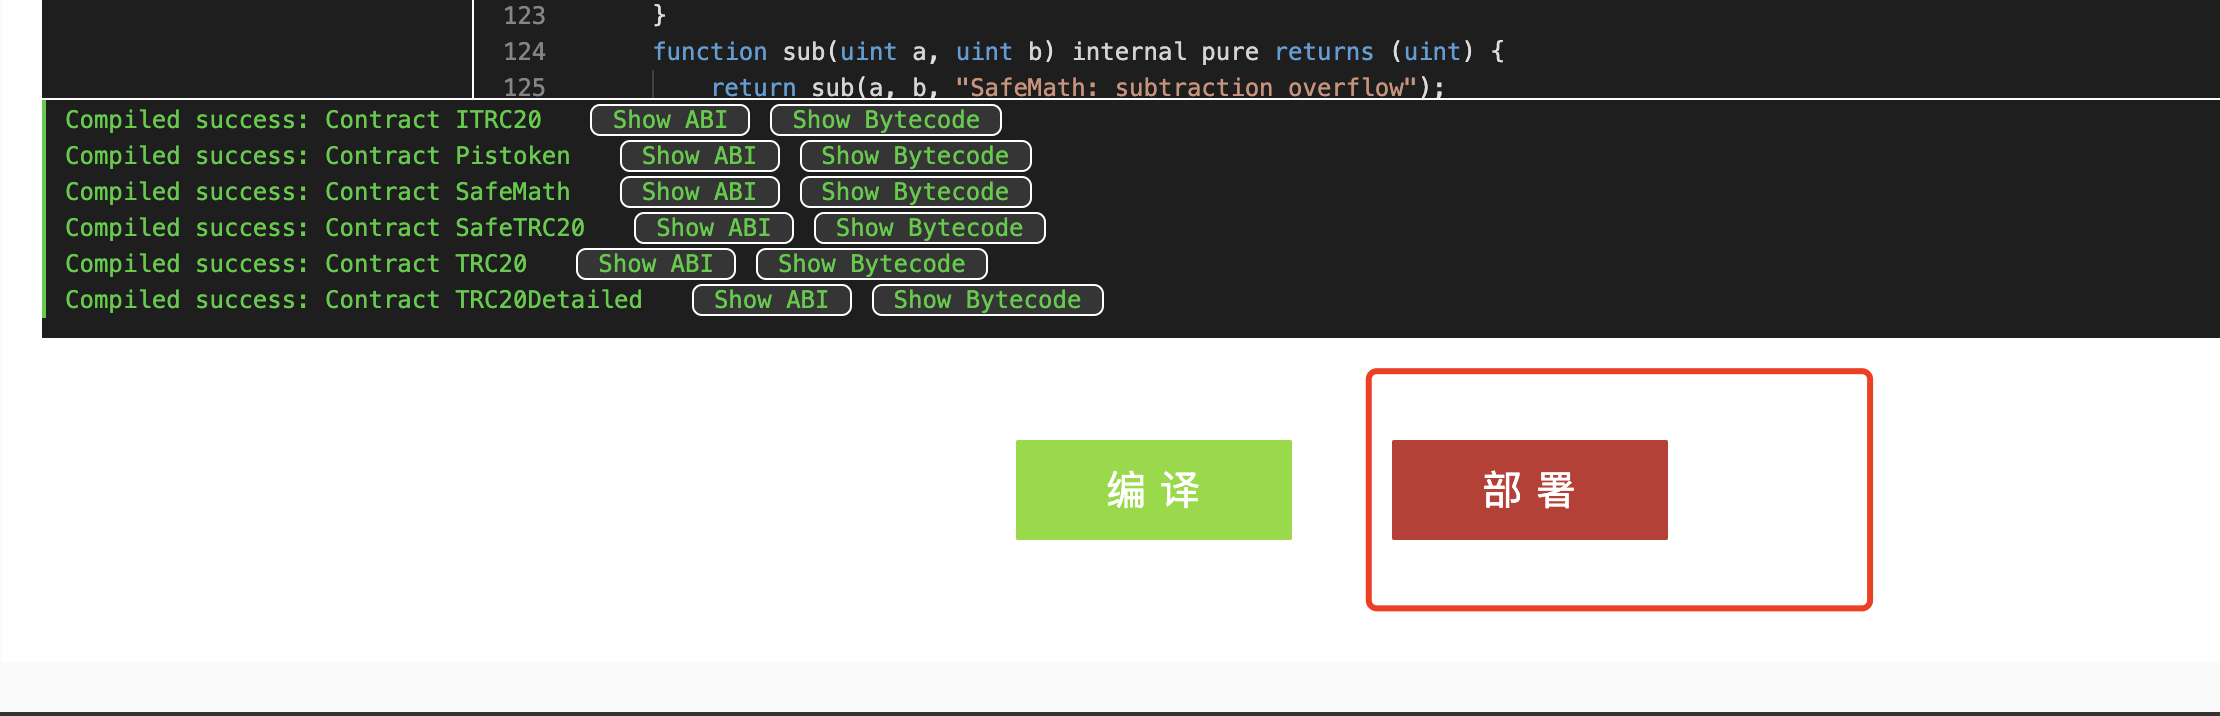 123 }
124 function sub(uint a, uint b) internal pure returns (uint) {
125 return sub(a, b, "SafeMath: subtraction overflow");
Compiled success: Contract ITRC20 Show ABI Show Bytecode
Compiled success: Contract Pistoken Show ABI Show Bytecode
Compiled success: Contract SafeMath Show ABI Show Bytecode
Compiled success: Contract SafeTRC20 Show ABI Show Bytecode
Compiled success: Contract TRC20 Show ABI Show Bytecode
Compiled success: Contract TRC20Detailed Show ABI Show Bytecode
编译 部署